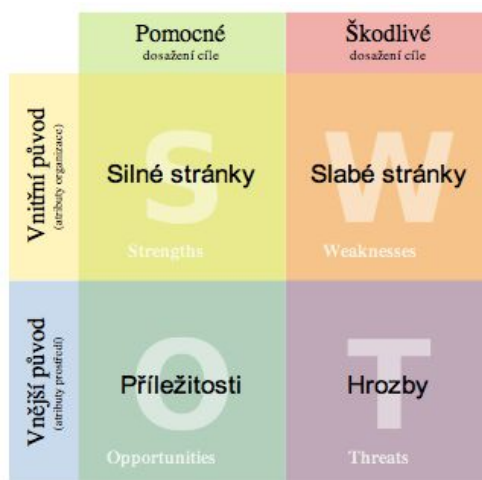 Pomocné
dosažení cíle
Škodlivé
dosažení cíle
Vnitřní původ
(atributy organizace)
S
Silné stránky
Strengths
W
Slabé stránky
Weaknesses
Vnější původ
(atributy prostředí)
O
Příležitosti
Opportunities
T
Hrozby
Threats